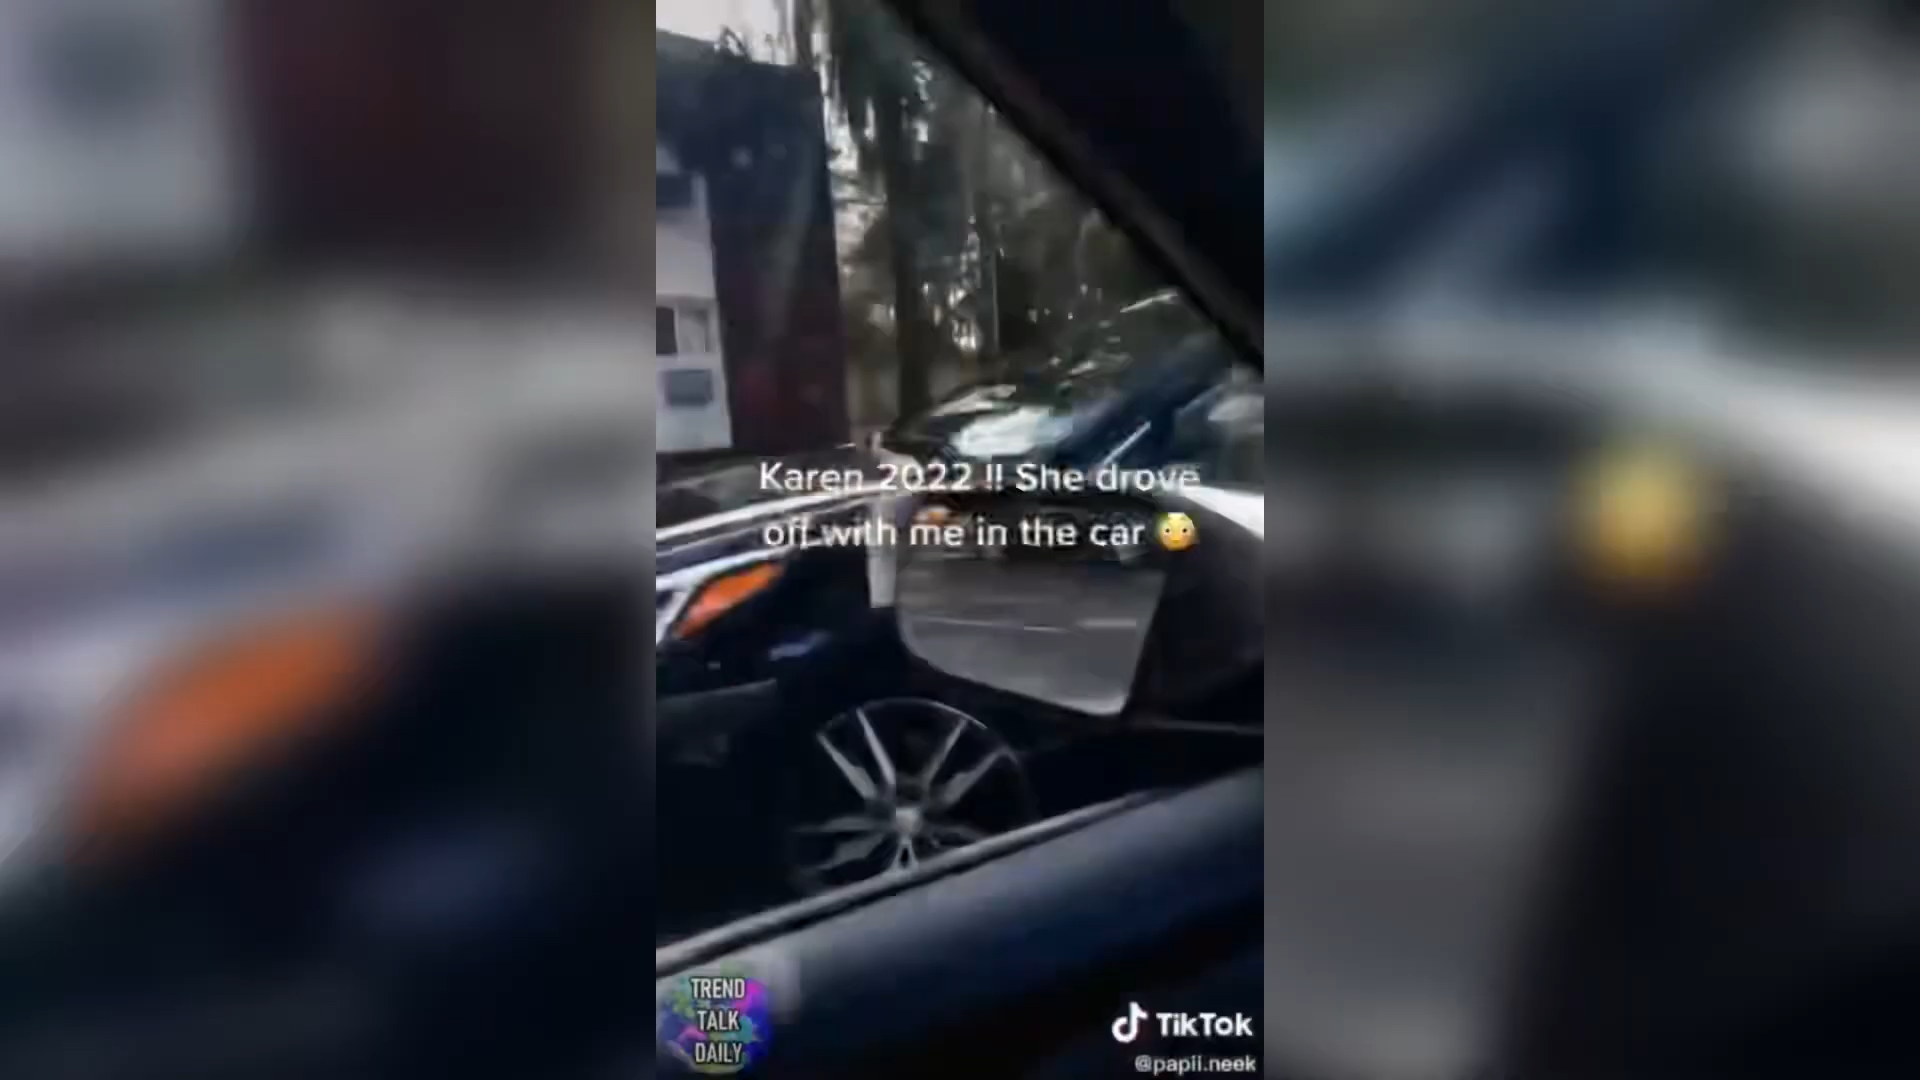 Karen 2022 !! She drove
off with me in the car 😳
TREND
TALK
DAILY
TikTok
@papii.neek